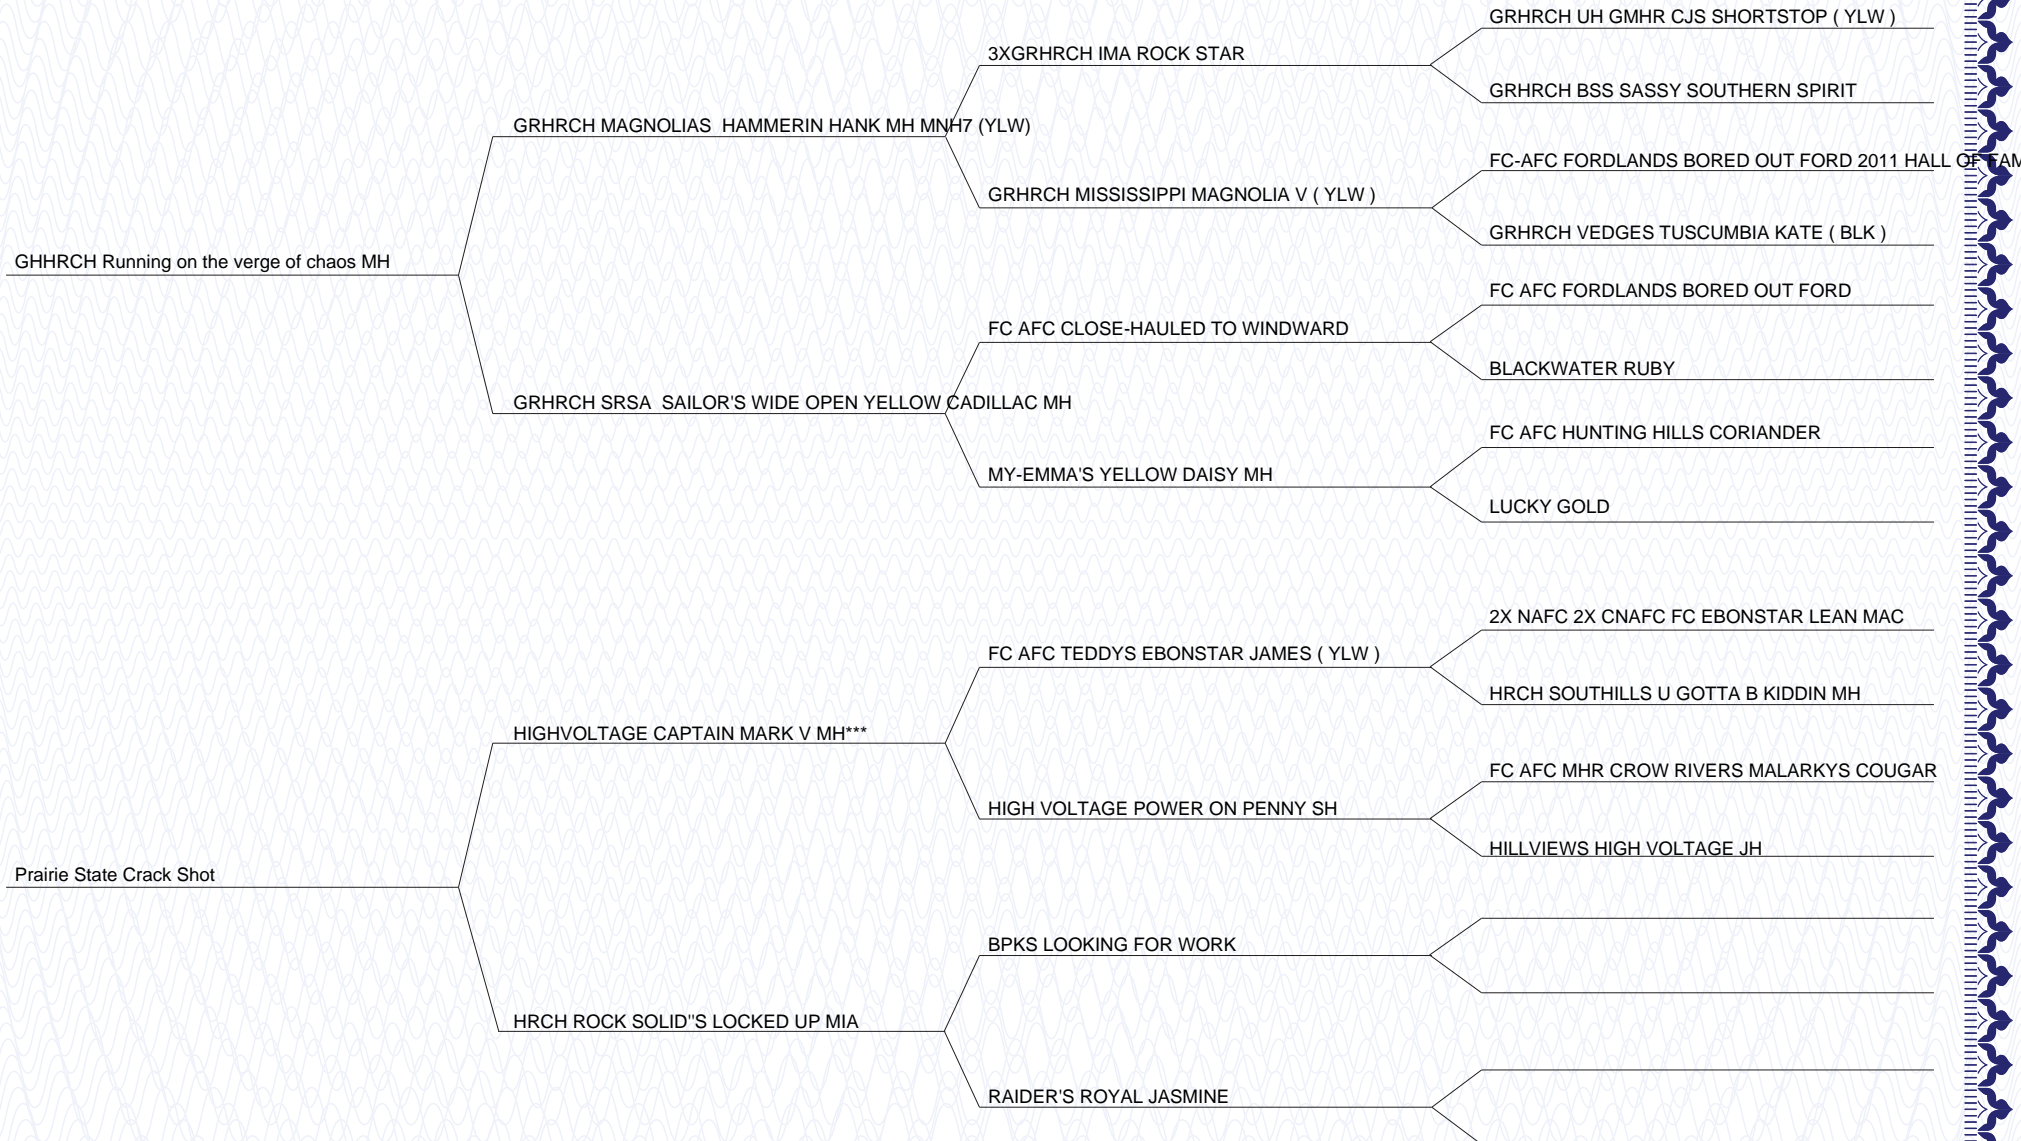 GRHRCH UH GMHR CJS SHORTSTOP ( YLW )
3XGRHRCH IMA ROCK STAR
GRHRCH BSS SASSY SOUTHERN SPIRIT
GRHRCH MAGNOLIAS  HAMMERIN HANK MH MNH7 (YLW)
FC-AFC FORDLANDS BORED OUT FORD 2011 HALL OF FAM
GRHRCH MISSISSIPPI MAGNOLIA V ( YLW )
GRHRCH VEDGES TUSCUMBIA KATE ( BLK )
GHHRCH Running on the verge of chaos MH
FC AFC FORDLANDS BORED OUT FORD
FC AFC CLOSE-HAULED TO WINDWARD
BLACKWATER RUBY
GRHRCH SRSA  SAILOR'S WIDE OPEN YELLOW CADILLAC MH
FC AFC HUNTING HILLS CORIANDER
MY-EMMA'S YELLOW DAISY MH
LUCKY GOLD
2X NAFC 2X CNAFC FC EBONSTAR LEAN MAC
FC AFC TEDDYS EBONSTAR JAMES ( YLW )
HRCH SOUTHILLS U GOTTA B KIDDIN MH
HIGHVOLTAGE CAPTAIN MARK V MH***
FC AFC MHR CROW RIVERS MALARKYS COUGAR
HIGH VOLTAGE POWER ON PENNY SH
HILLVIEWS HIGH VOLTAGE JH
Prairie State Crack Shot
BPKS LOOKING FOR WORK
HRCH ROCK SOLID"S LOCKED UP MIA
RAIDER'S ROYAL JASMINE